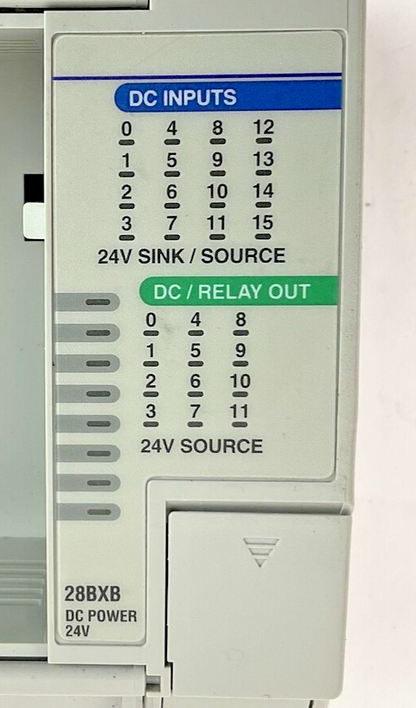 DC INPUTS
0 4 8 12
1 5 9 13
2 6 10 14
3 7 11 15
24V SINK / SOURCE
DC / RELAY OUT
0 4 8
1 5 9
2 6 10
3 7 11
24V SOURCE
28BXB
DC POWER
24V